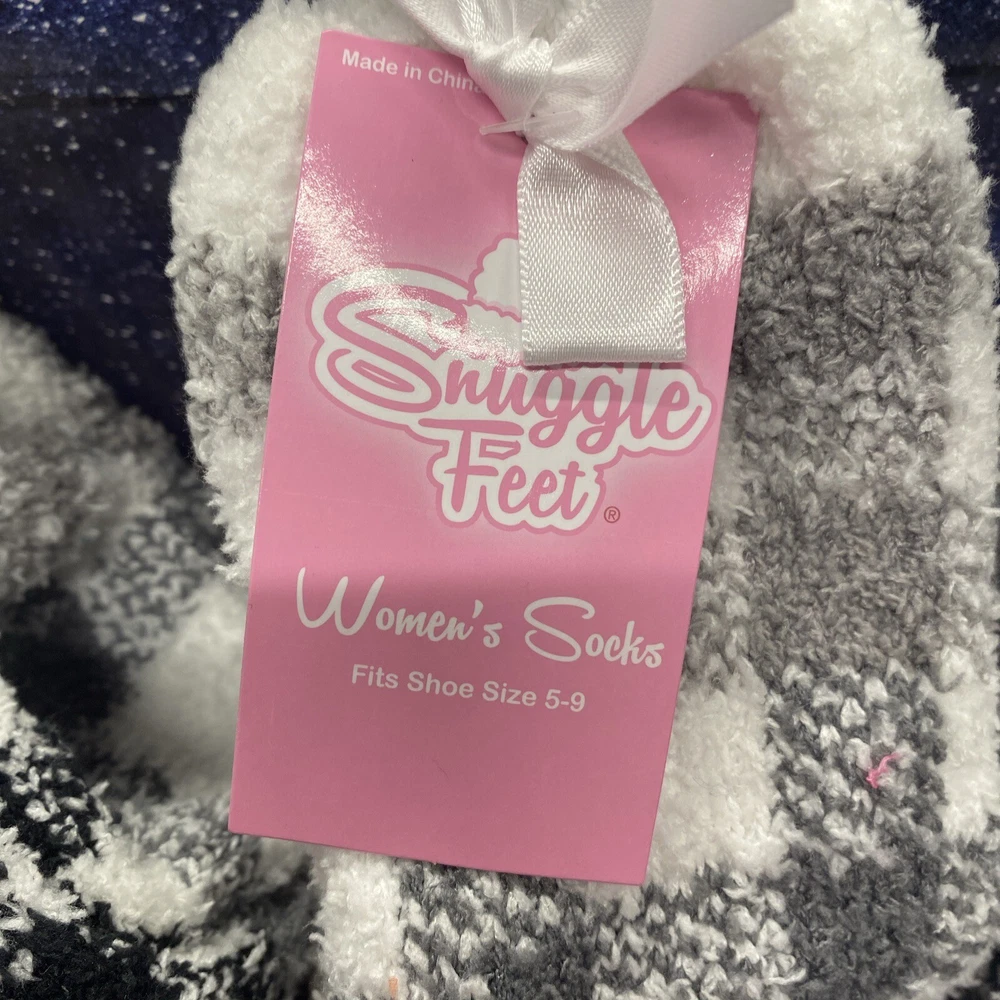 Made in China
Snuggle
Feet®
Women's Socks
Fits Shoe Size 5-9